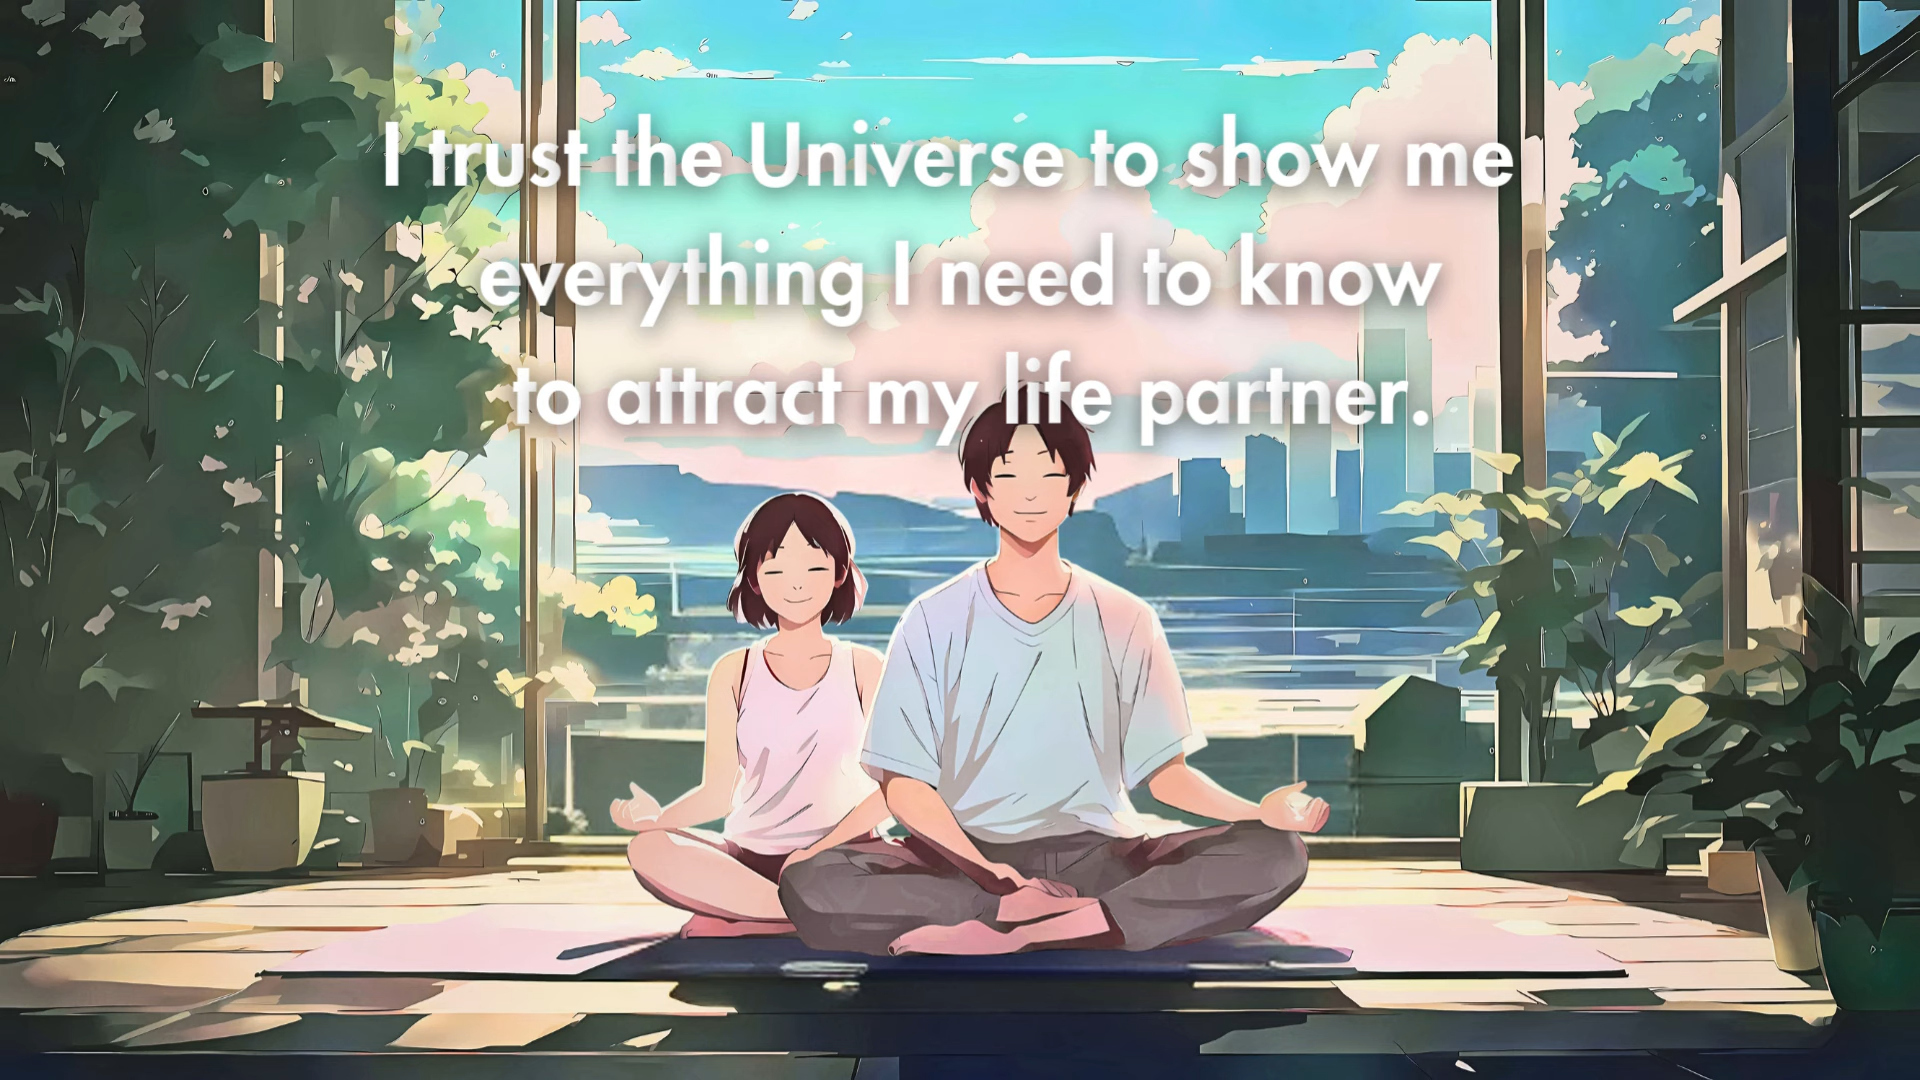 I trust the Universe to show me
everything I need to know
to attract my life partner.